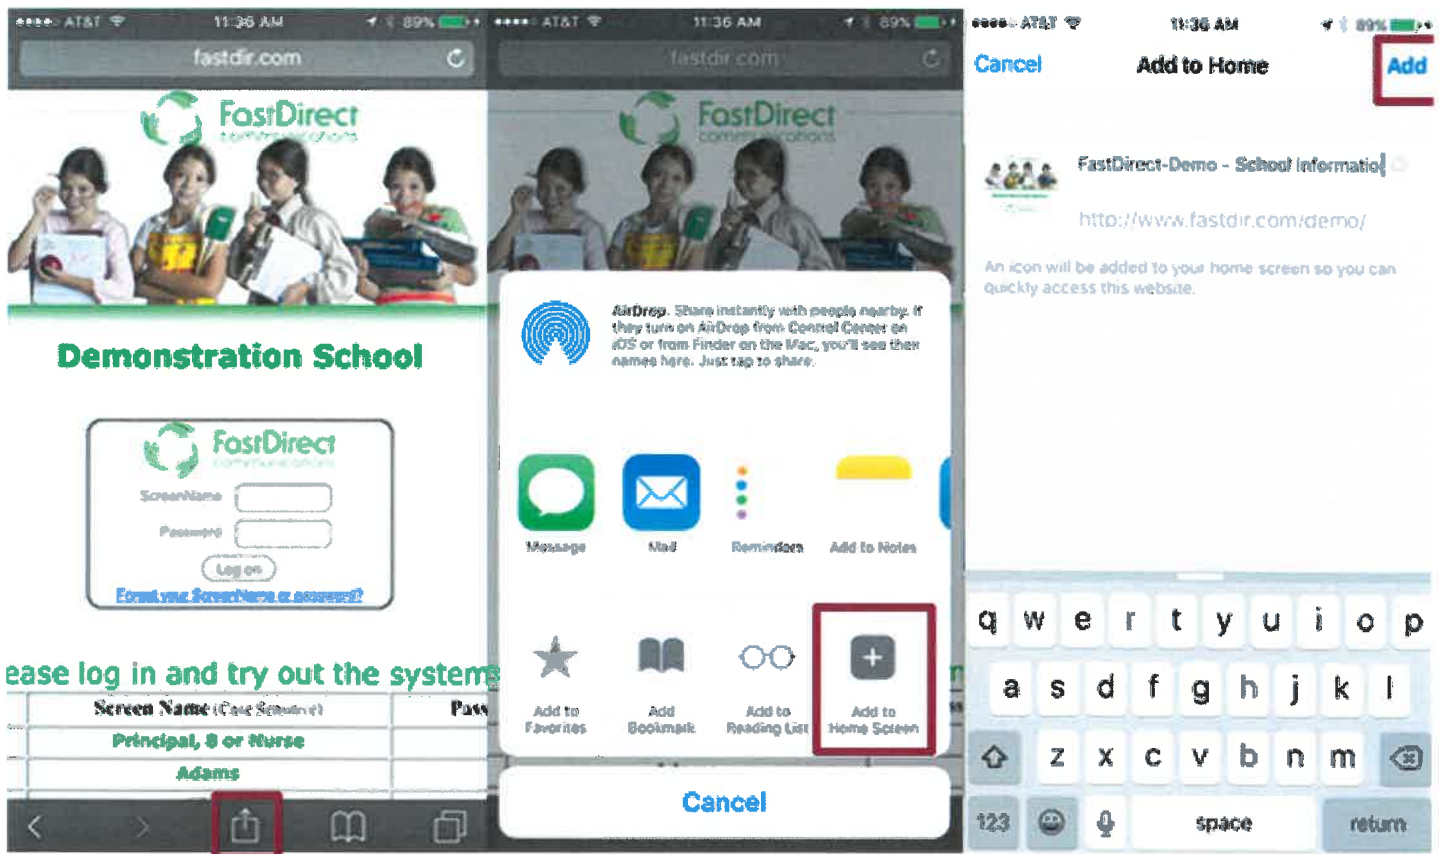 AT&T 11:36 AM 89%
fastdir.com
FastDirect
communications
Demonstration School
FastDirect
communications
ScreenName
Password
Log on
Forgot your ScreenName or password?
ease log in and try out the system
Screen Name (Case Sensitive) Pass
Principal, 8 or Nurse
Adams
AT&T 11:36 AM 89%
fastdir.com
FastDirect
communications
AirDrop. Share instantly with people nearby. If
they turn on AirDrop from Control Center on
iOS or from Finder on the Mac, you'll see their
names here. Just tap to share.
Message Mail Reminders Add to Notes
Add to Favorites
Add Bookmark
Add to Reading List
Add to Home Screen
Cancel
AT&T 11:36 AM 89%
Cancel Add to Home Add
FastDirect-Demo - School Informatio
http://www.fastdir.com/demo/
An icon will be added to your home screen so you can
quickly access this website.
q w e r t y u i o p
a s d f g h j k l
z x c v b n m
123 space return